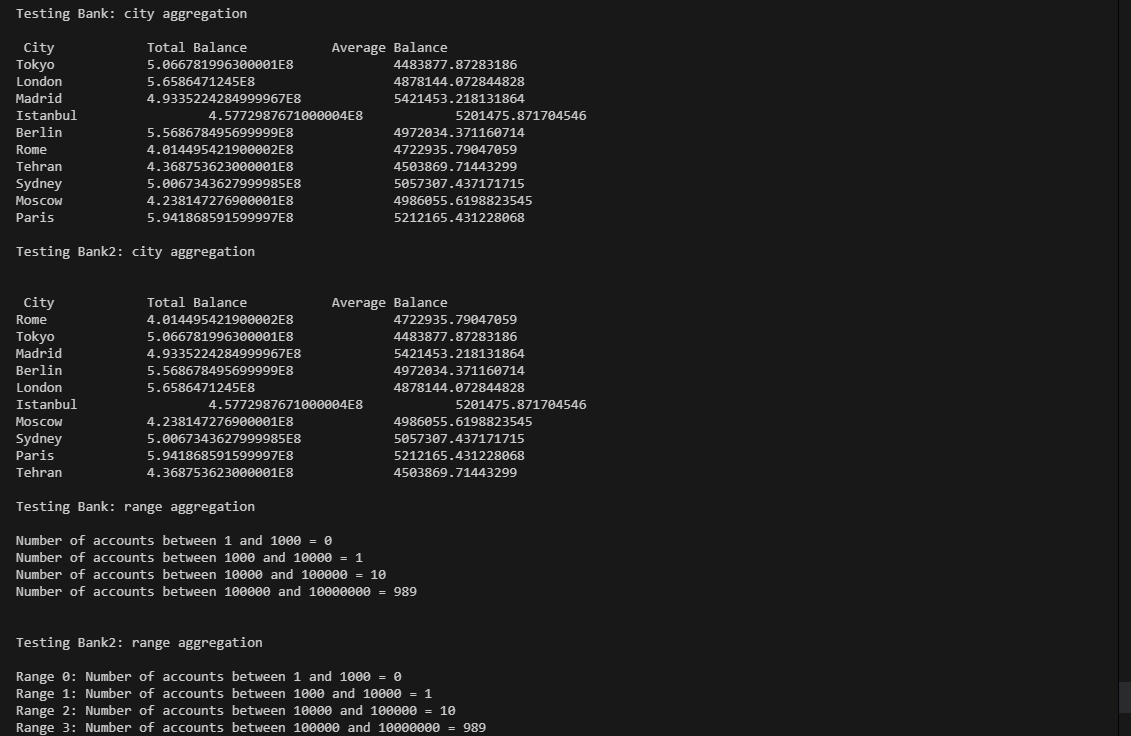 Testing Bank: city aggregation
City Total Balance Average Balance
Tokyo 5.066781996300001E8 4483877.87283186
London 5.6586471245E8 4878144.072844828
Madrid 4.9335224284999967E8 5421453.218131864
Istanbul 4.5772987671000004E8 5201475.871704546
Berlin 5.568678495699999E8 4972034.371160714
Rome 4.014495421900002E8 4722935.79047059
Tehran 4.368753623000001E8 4503869.71443299
Sydney 5.0067343627999985E8 5057307.437171715
Moscow 4.238147276900001E8 4986055.6198823545
Paris 5.941868591599997E8 5212165.431228068
Testing Bank2: city aggregation
City Total Balance Average Balance
Rome 4.014495421900002E8 4722935.79047059
Tokyo 5.066781996300001E8 4483877.87283186
Madrid 4.9335224284999967E8 5421453.218131864
Berlin 5.568678495699999E8 4972034.371160714
London 5.6586471245E8 4878144.072844828
Istanbul 4.5772987671000004E8 5201475.871704546
Moscow 4.238147276900001E8 4986055.6198823545
Sydney 5.0067343627999985E8 5057307.437171715
Paris 5.941868591599997E8 5212165.431228068
Tehran 4.368753623000001E8 4503869.71443299
Testing Bank: range aggregation
Number of accounts between 1 and 1000 = 0
Number of accounts between 1000 and 10000 = 1
Number of accounts between 10000 and 100000 = 10
Number of accounts between 100000 and 10000000 = 989
Testing Bank2: range aggregation
Range 0: Number of accounts between 1 and 1000 = 0
Range 1: Number of accounts between 1000 and 10000 = 1
Range 2: Number of accounts between 10000 and 100000 = 10
Range 3: Number of accounts between 100000 and 10000000 = 989